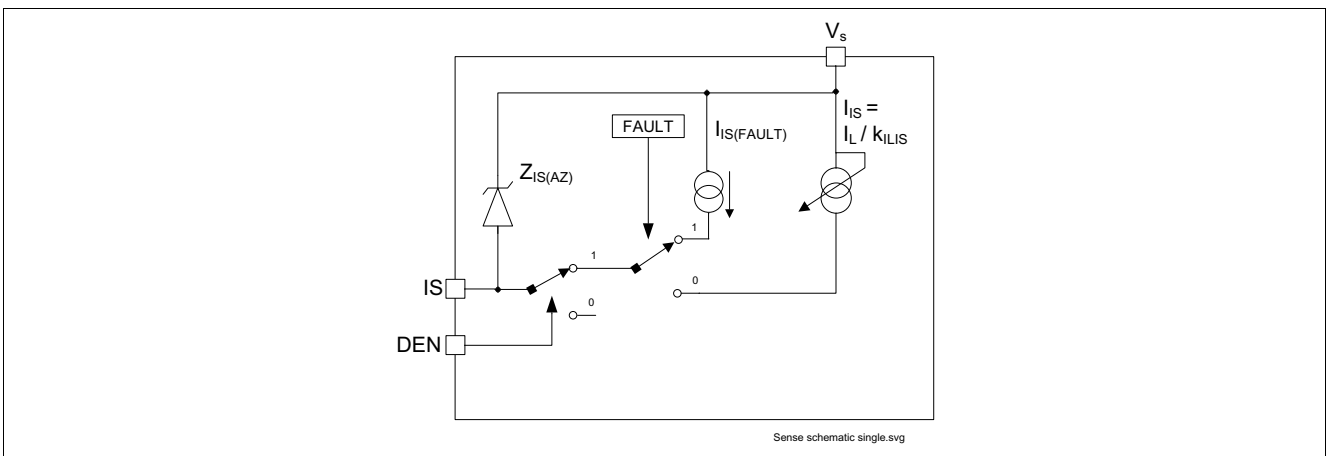 Vs
IIS =
IL / kILIS
FAULT
IIS(FAULT)
ZIS(AZ)
1
1
0
0
IS
DEN
Sense schematic single.svg